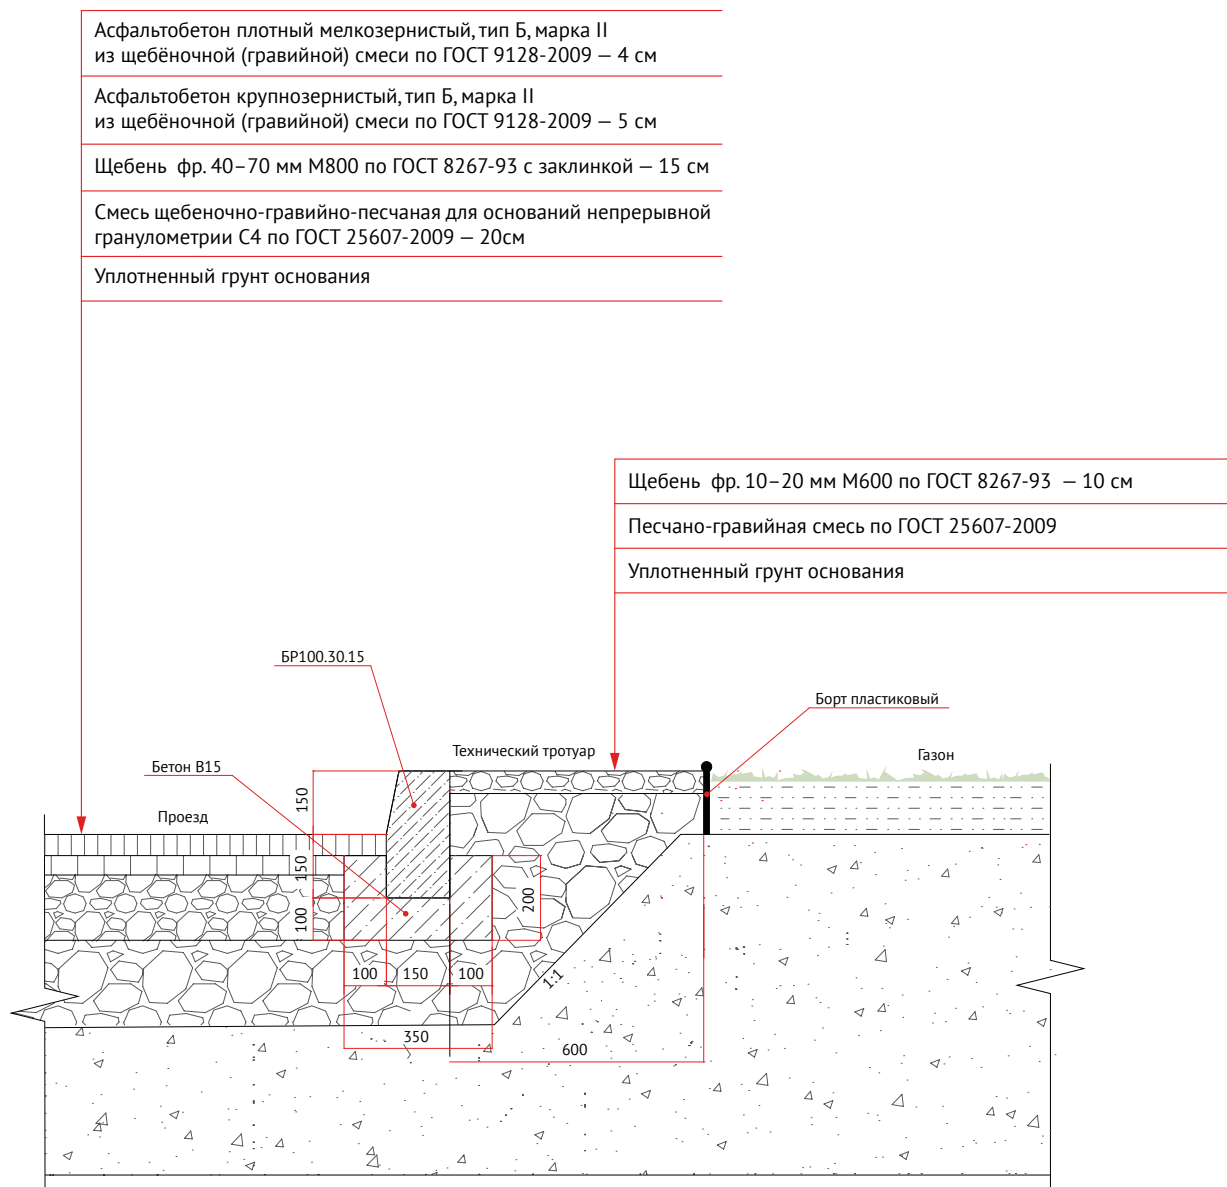 Асфальтобетон плотный мелкозернистый, тип Б, марка II
из щебёночной (гравийной) смеси по ГОСТ 9128-2009 — 4 см
Асфальтобетон крупнозернистый, тип Б, марка II
из щебёночной (гравийной) смеси по ГОСТ 9128-2009 — 5 см
Щебень фр. 40–70 мм М800 по ГОСТ 8267-93 с заклинкой — 15 см
Смесь щебеночно-гравийно-песчаная для оснований непрерывной
гранулометрии С4 по ГОСТ 25607-2009 — 20см
Уплотненный грунт основания
Щебень фр. 10–20 мм М600 по ГОСТ 8267-93 — 10 см
Песчано-гравийная смесь по ГОСТ 25607-2009
Уплотненный грунт основания
БР100.30.15
Борт пластиковый
Технический тротуар
Газон
Бетон В15
Проезд
150
150
100
200
100
150
100
1:1
350
600